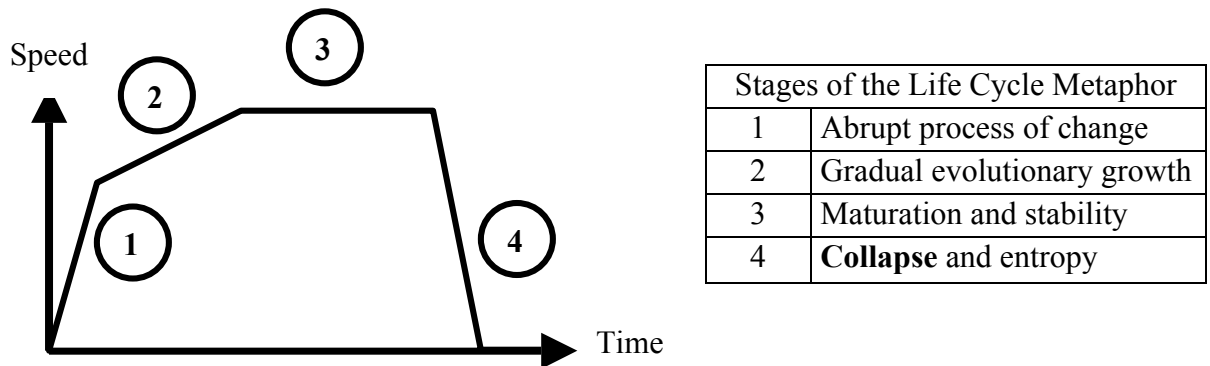 Speed
1
2
3
4
Time
Stages of the Life Cycle Metaphor
1 Abrupt process of change
2 Gradual evolutionary growth
3 Maturation and stability
4 Collapse and entropy